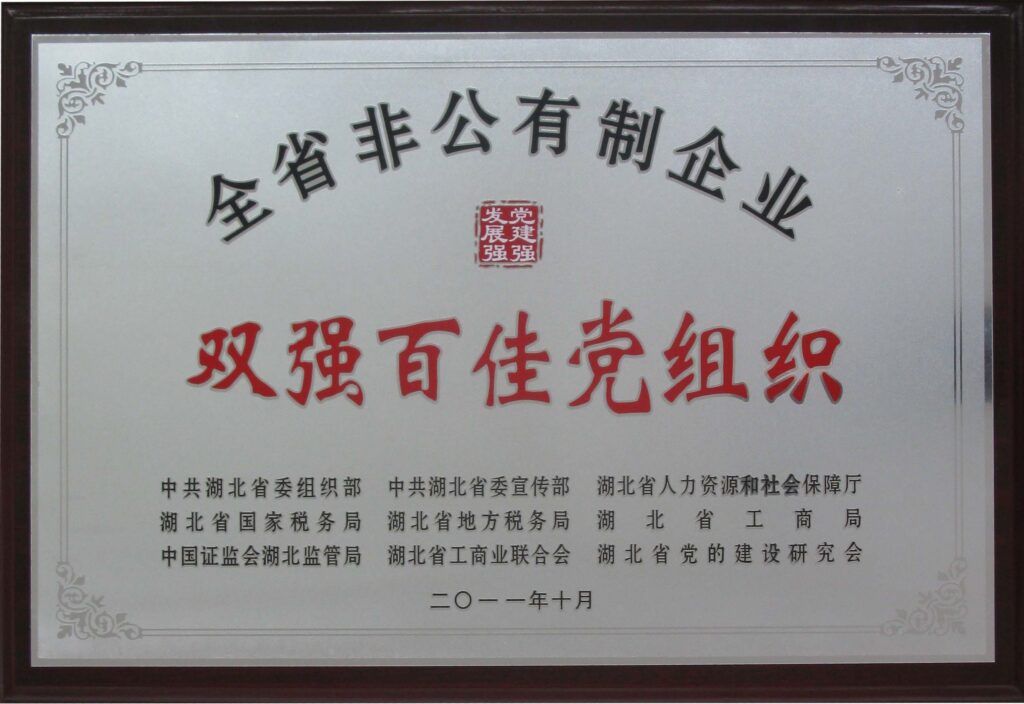 全省非公有制企业
党建强
发展强
双强百佳党组织
中共湖北省委组织部 中共湖北省委宣传部 湖北省人力资源和社会保障厅
湖北省国家税务局 湖北省地方税务局 湖北省工商局
中国证监会湖北监管局 湖北省工商业联合会 湖北省党的建设研究会
二〇一一年十月